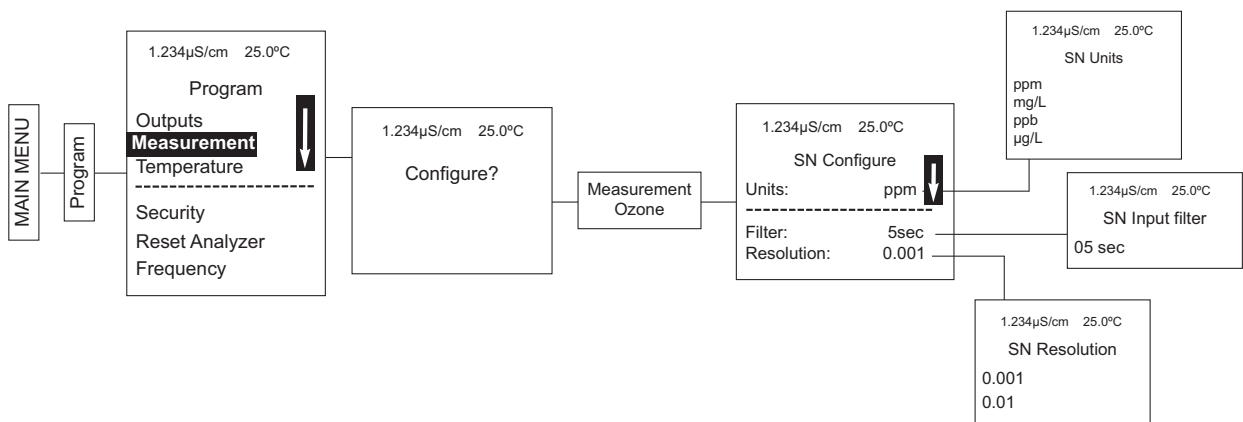 MAIN MENU
Program
1.234µS/cm 25.0ºC
Program
Outputs
Measurement
Temperature
Security
Reset Analyzer
Frequency
1.234µS/cm 25.0ºC
Configure?
Measurement
Ozone
1.234µS/cm 25.0ºC
SN Configure
Units: ppm
Filter: 5sec
Resolution: 0.001
1.234µS/cm 25.0ºC
SN Units
ppm
mg/L
ppb
µg/L
1.234µS/cm 25.0ºC
SN Input filter
05 sec
1.234µS/cm 25.0ºC
SN Resolution
0.001
0.01